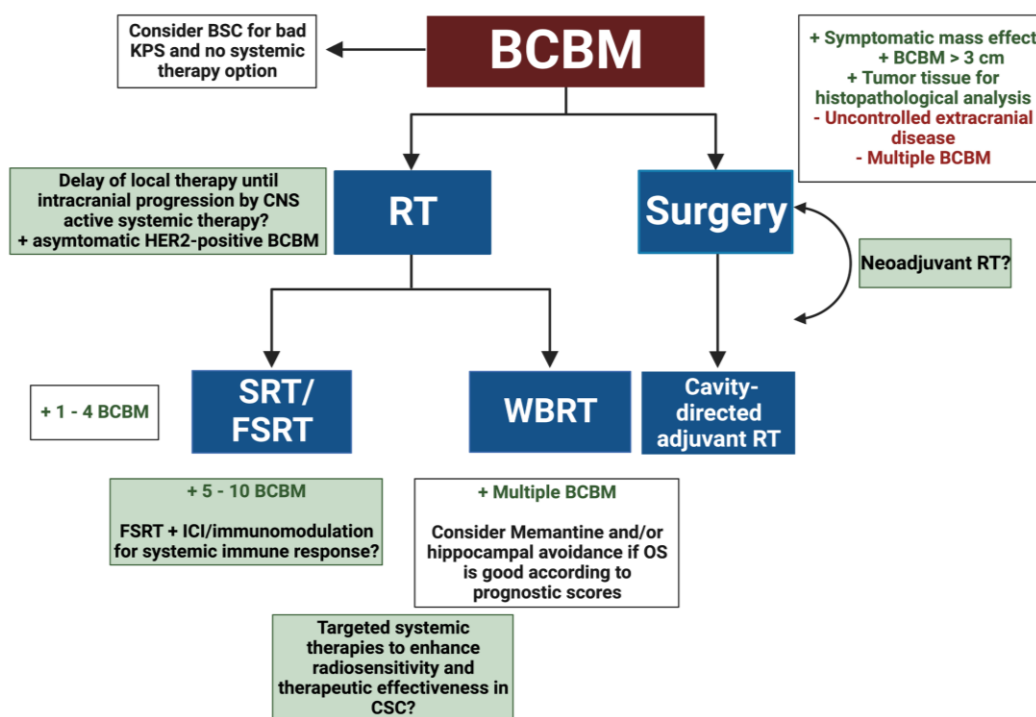 Consider BSC for bad
KPS and no systemic
therapy option
BCBM
+ Symptomatic mass effect
+ BCBM > 3 cm
+ Tumor tissue for
histopathological analysis
- Uncontrolled extracranial
disease
- Multiple BCBM
Delay of local therapy until
intracranial progression by CNS
active systemic therapy?
+ asymtomatic HER2-positive BCBM
RT
Surgery
Neoadjuvant RT?
+ 1 - 4 BCBM
SRT/
FSRT
WBRT
Cavity-
directed
adjuvant RT
+ 5 - 10 BCBM
FSRT + ICI/immunomodulation
for systemic immune response?
+ Multiple BCBM
Consider Memantine and/or
hippocampal avoidance if OS
is good according to
prognostic scores
Targeted systemic
therapies to enhance
radiosensitivity and
therapeutic effectiveness in
CSC?